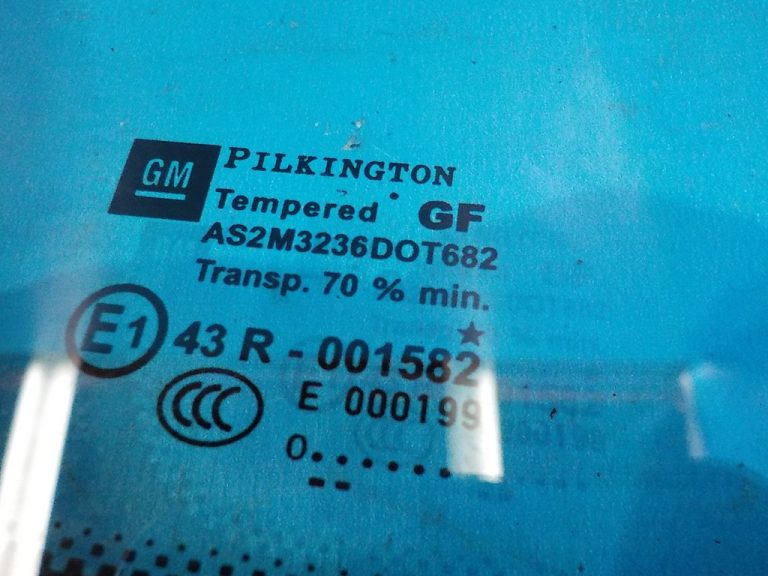 GM PILKINGTON
Tempered GF
AS2M3236DOT682
Transp. 70 % min.
E1 43 R - 001582
CCC E 000199
0